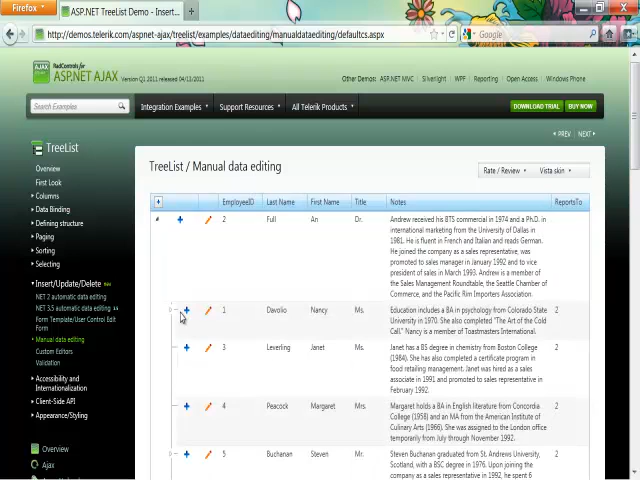 Firefox
ASP.NET TreeList Demo - Insert...
http://demos.telerik.com/aspnet-ajax/treelist/examples/dataediting/manualdataediting/defaultcs.aspx
Google
RadControls for
ASP.NET AJAX Version Q1 2011 released 04/12/2011
Other Demos: ASP.NET MVC Silverlight WPF Reporting Open Access Windows Phone
Search Examples
Integration Examples
Support Resources
All Telerik Products
DOWNLOAD TRIAL
BUY NOW
PREV NEXT
TreeList
Overview
First Look
Columns
Data Binding
Defining structure
Paging
Sorting
Selecting
Insert/Update/Delete
.NET 2 automatic data editing
.NET 3.5 automatic data editing
Form Template/User Control Edit
Form
Manual data editing
Custom Editors
Validation
Accessibility and
Internationalization
Client-Side API
Appearance/Styling
Overview
Ajax
TreeList / Manual data editing
Rate / Review
Vista skin
EmployeeID Last Name First Name Title Notes ReportsTo
2 Full An Dr. Andrew received his BTS commercial in 1974 and a Ph.D. in
international marketing from the University of Dallas in
1981. He is fluent in French and Italian and reads German.
He joined the company as a sales representative, was
promoted to sales manager in January 1992 and to vice
president of sales in March 1993. Andrew is a member of
the Sales Management Roundtable, the Seattle Chamber of
Commerce, and the Pacific Rim Importers Association.
1 Davolio Nancy Ms. Education includes a BA in psychology from Colorado State 2
University in 1970. She also completed "The Art of the Cold
Call." Nancy is a member of Toastmasters International.
3 Leverling Janet Ms. Janet has a BS degree in chemistry from Boston College 2
(1984). She has also completed a certificate program in
food retailing management. Janet was hired as a sales
associate in 1991 and promoted to sales representative in
February 1992.
4 Peacock Margaret Mrs. Margaret holds a BA in English literature from Concordia 2
College (1958) and an MA from the American Institute of
Culinary Arts (1966). She was assigned to the London office
temporarily from July through November 1992.
5 Buchanan Steven Mr. Steven Buchanan graduated from St. Andrews University, 2
Scotland, with a BSC degree in 1976. Upon joining the
company as a sales representative in 1992, he spent 6